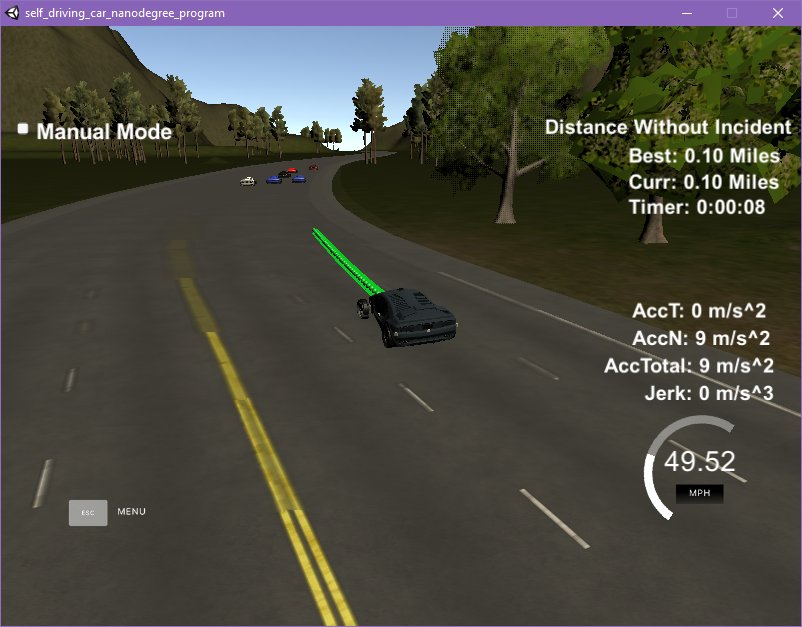 self_driving_car_nanodegree_program
Manual Mode
Distance Without Incident
Best: 0.10 Miles
Curr: 0.10 Miles
Timer: 0:00:08
AccT: 0 m/s^2
AccN: 9 m/s^2
AccTotal: 9 m/s^2
Jerk: 0 m/s^3
49.52
MPH
ESC MENU